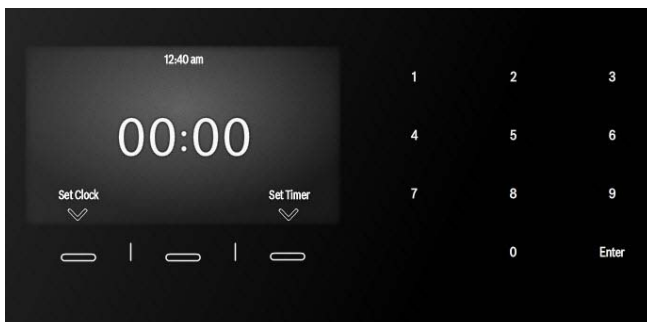 12:40 am
00:00
Set Clock
Set Timer
1 2 3
4 5 6
7 8 9
0 Enter